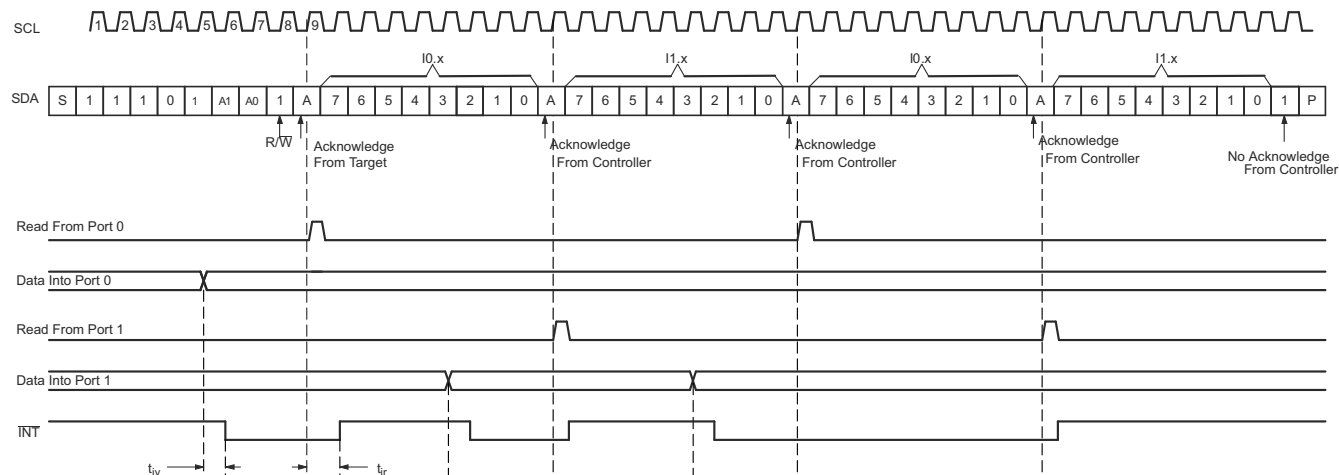 SCL 1 2 3 4 5 6 7 8 9
I0.x I1.x I0.x I1.x
SDA S 1 1 1 0 1 A1 A0 1 A 7 6 5 4 3 2 1 0 A 7 6 5 4 3 2 1 0 A 7 6 5 4 3 2 1 0 A 7 6 5 4 3 2 1 0 1 P
R/W̅
Acknowledge
From Target
Acknowledge
From Controller
Acknowledge
From Controller
Acknowledge
From Controller
No Acknowledge
From Controller
Read From Port 0
Data Into Port 0
Read From Port 1
Data Into Port 1
I̅N̅T̅
tiv tir